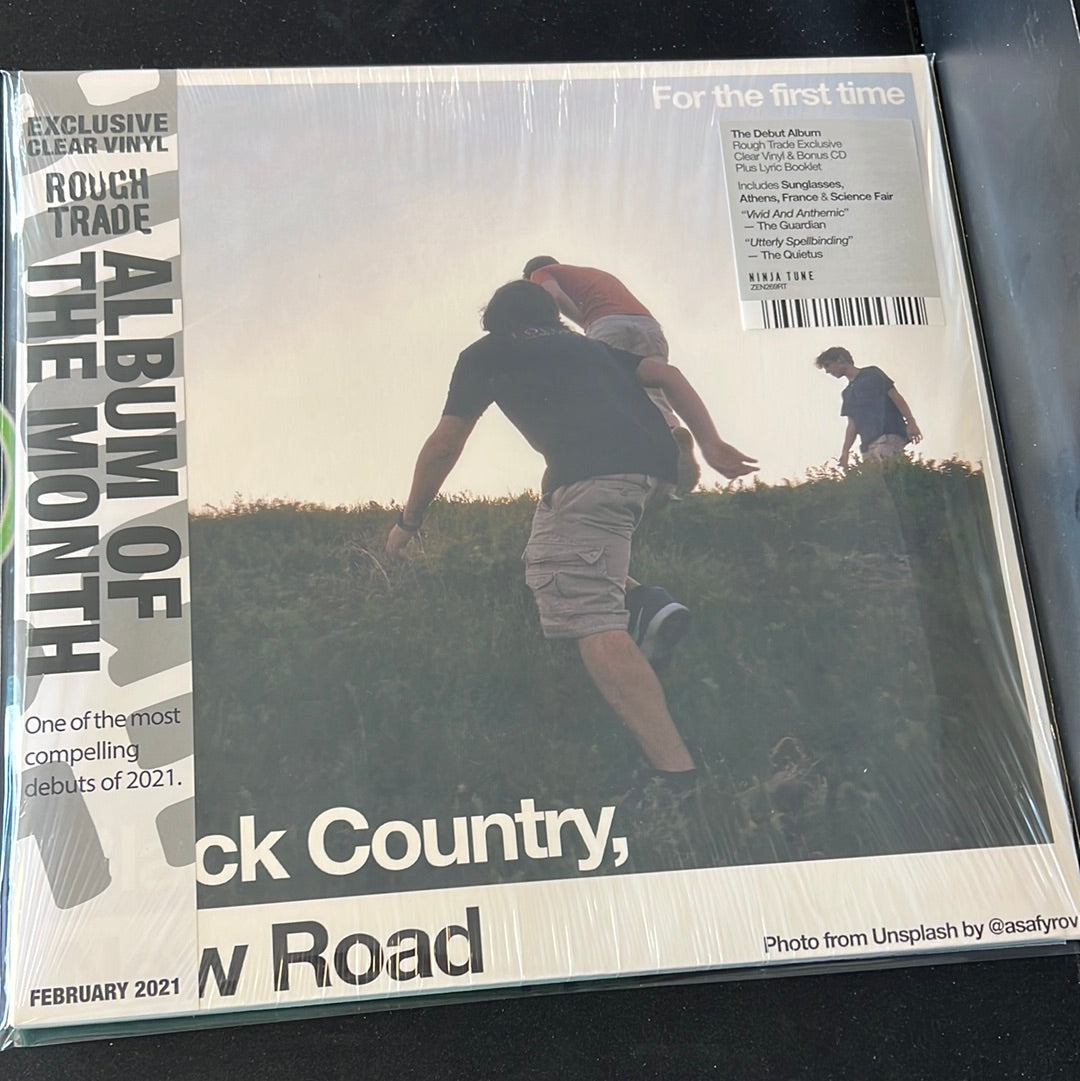 EXCLUSIVE
CLEAR VINYL
ROUGH
TRADE
ALBUM OF
THE MONTH
One of the most
compelling
debuts of 2021.
FEBRUARY 2021
For the first time
The Debut Album
Rough Trade Exclusive
Clear Vinyl & Bonus CD
Plus Lyric Booklet
Includes Sunglasses,
Athens, France & Science Fair
“Vivid And Anthemic”
— The Guardian
“Utterly Spellbinding”
— The Quietus
NINJA TUNE
ZEN269RT
ck Country,
w Road
Photo from Unsplash by @asafyrov